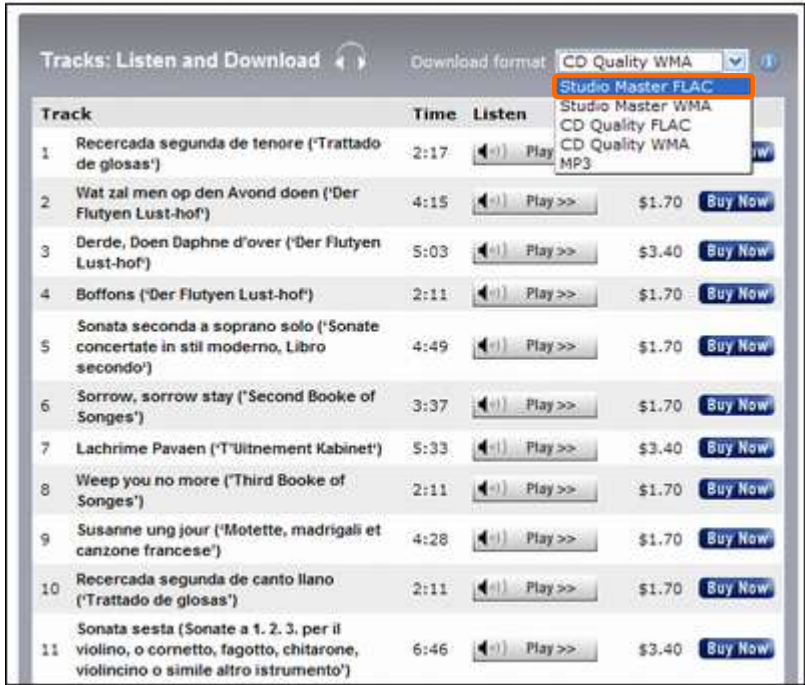 Tracks: Listen and Download
Download format CD Quality WMA
Studio Master FLAC
Studio Master WMA
CD Quality FLAC
CD Quality WMA
MP3
Track Time Listen
1 Recercada segunda de tenore ('Trattado
de glosas') 2:17 Play
2 Wat zal men op den Avond doen ('Der
Flutyen Lust-hof') 4:15 Play >> $1.70 Buy Now
3 Derde, Doen Daphne d'over ('Der Flutyen
Lust-hof') 5:03 Play >> $3.40 Buy Now
4 Boffons ('Der Flutyen Lust-hof') 2:11 Play >> $1.70 Buy Now
Sonata seconda a soprano solo ('Sonate
5 concertate in stil moderno, Libro 4:49 Play >> $1.70 Buy Now
secondo')
6 Sorrow, sorrow stay ("Second Booke of
Songes') 3:37 Play >> $1.70 Buy Now
7 Lachrime Pavaen ('T'Uitnement Kabinet') 5:33 Play >> $3.40 Buy Now
8 Weep you no more ('Third Booke of
Songes') 2:11 Play >> $1.70 Buy Now
9 Susanne ung jour ('Motette, madrigali et
canzone francese') 4:28 Play >> $1.70 Buy Now
10 Recercada segunda de canto llano
('Trattado de glosas') 2:11 Play >> $1.70 Buy Now
Sonata sesta (Sonate a 1. 2. 3. per il
11 violino, o cornetto, fagotto, chitarone, 6:46 Play >> $3.40 Buy Now
violincino o simile altro istrumento')